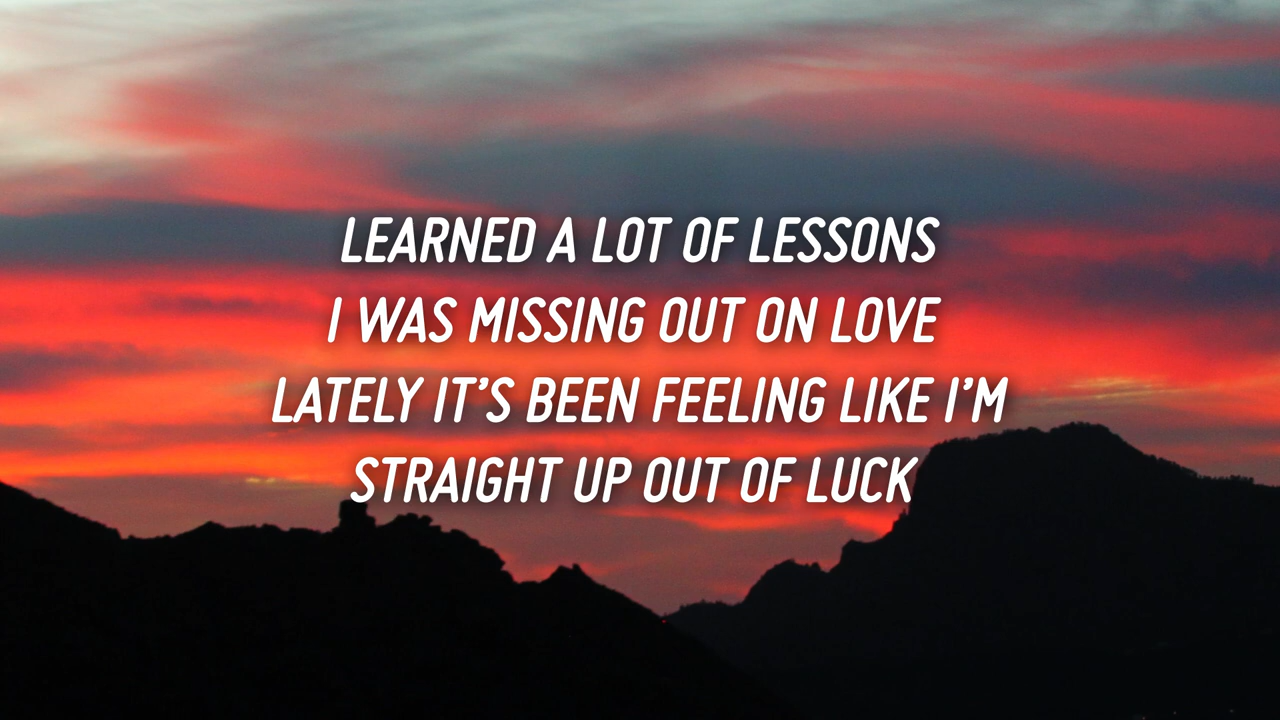 LEARNED A LOT OF LESSONS
I WAS MISSING OUT ON LOVE
LATELY IT’S BEEN FEELING LIKE I’M
STRAIGHT UP OUT OF LUCK